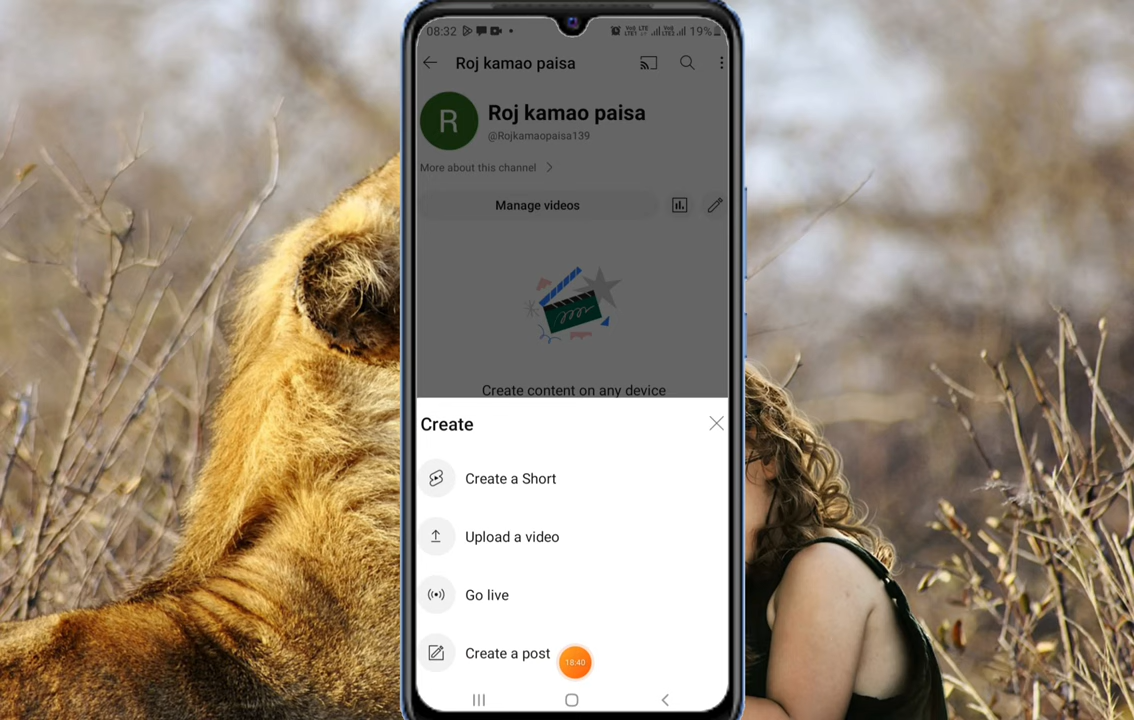 08:32 19%
Roj kamao paisa
R
Roj kamao paisa
@Rojkamaopaisa139
More about this channel
Manage videos
Create content on any device
Create
Create a Short
Upload a video
Go live
Create a post
18:40